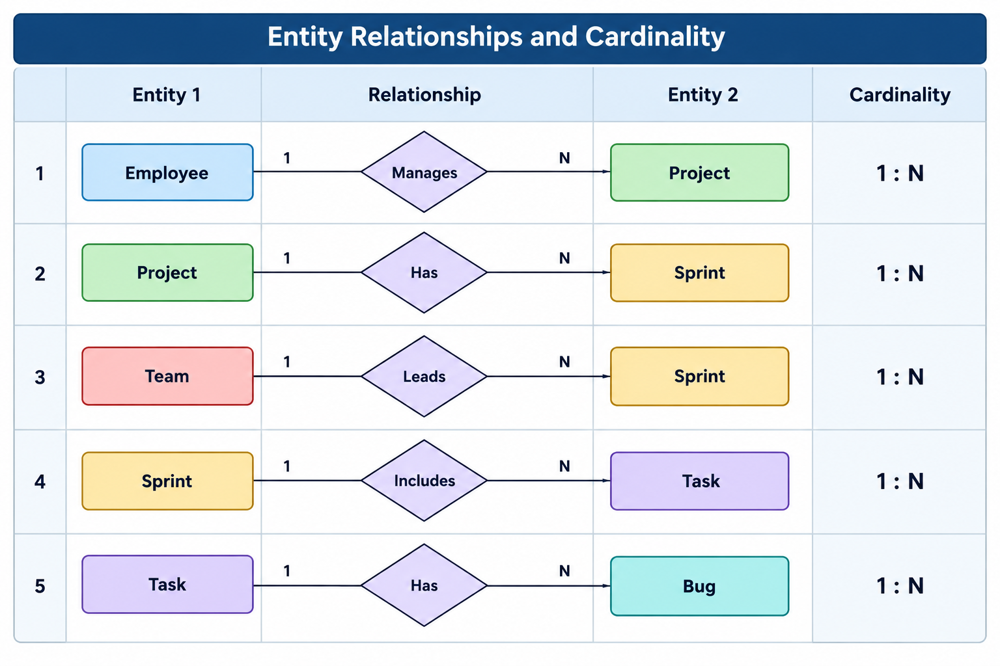 Entity Relationships and Cardinality
Entity 1 Relationship Entity 2 Cardinality
1 Employee 1 Manages N Project 1 : N
2 Project 1 Has N Sprint 1 : N
3 Team 1 Leads N Sprint 1 : N
4 Sprint 1 Includes N Task 1 : N
5 Task 1 Has N Bug 1 : N